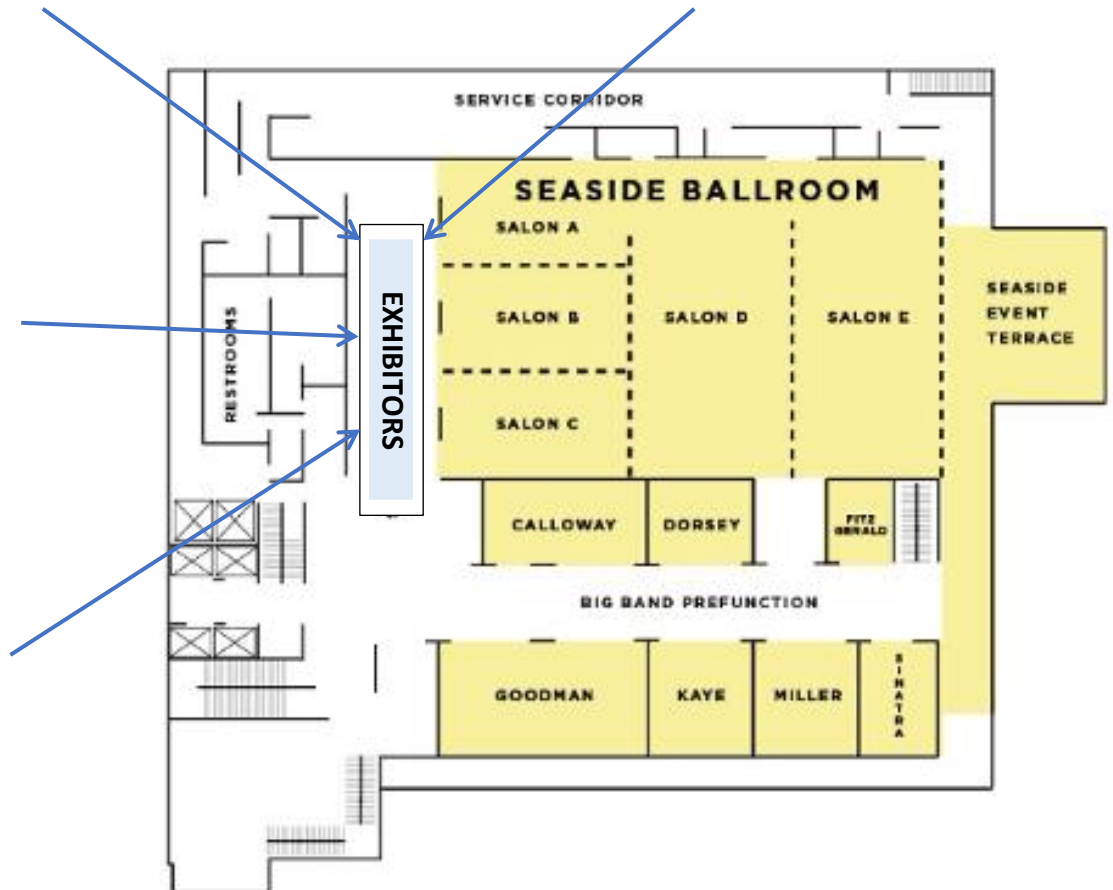 SERVICE CORRIDOR
SEASIDE BALLROOM
SALON A
SALON B
SALON C
SALON D
SALON E
SEASIDE
EVENT
TERRACE
EXHIBITORS
RESTROOMS
CALLOWAY
DORSEY
FITZ
GERALD
BIG BAND PREFUNCTION
GOODMAN
KAYE
MILLER
SINATRA